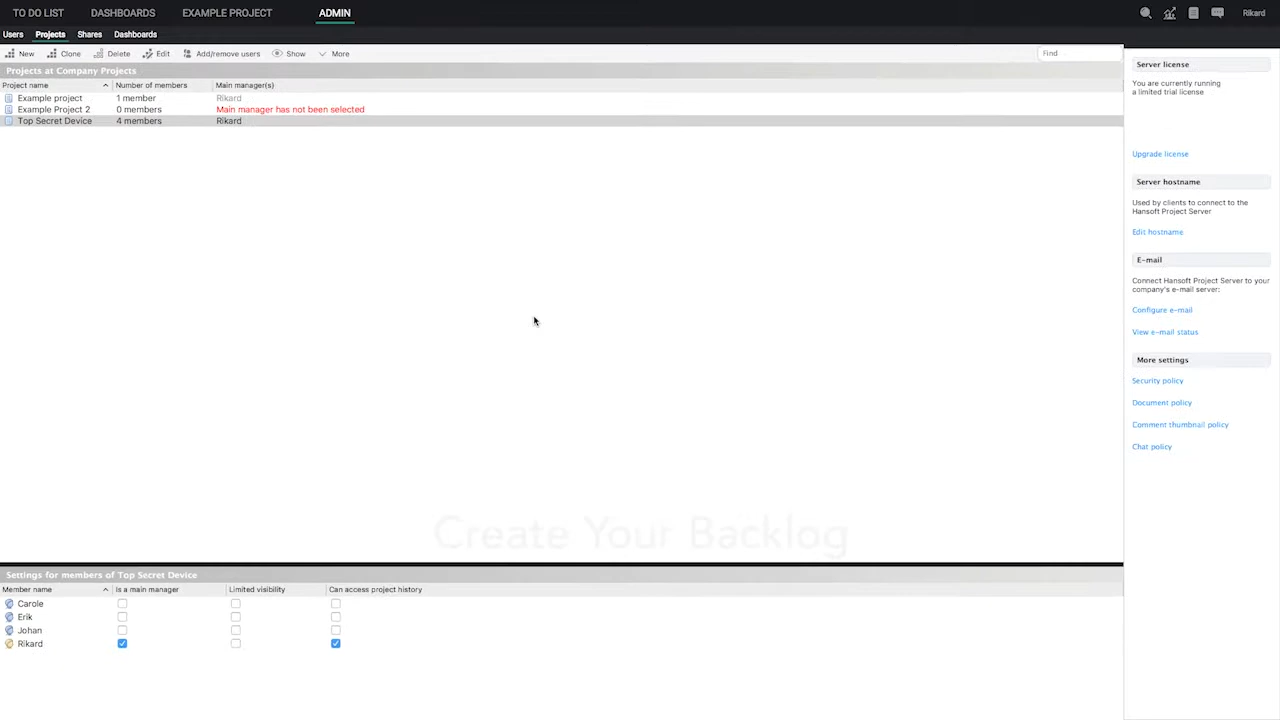 TO DO LIST DASHBOARDS EXAMPLE PROJECT ADMIN Rikard
Users Projects Shares Dashboards
New Clone Delete Edit Add/remove users Show More Find
Projects at Company Projects
Project name Number of members Main manager(s)
Example project 1 member Rikard
Example Project 2 0 members Main manager has not been selected
Top Secret Device 4 members Rikard
Server license
You are currently running
a limited trial license
Upgrade license
Server hostname
Used by clients to connect to the
Hansoft Project Server
Edit hostname
E-mail
Connect Hansoft Project Server to your
company's e-mail server:
Configure e-mail
View e-mail status
More settings
Security policy
Document policy
Comment thumbnail policy
Chat policy
Create Your Backlog
Settings for members of Top Secret Device
Member name Is a main manager Limited visibility Can access project history
Carole
Erik
Johan
Rikard